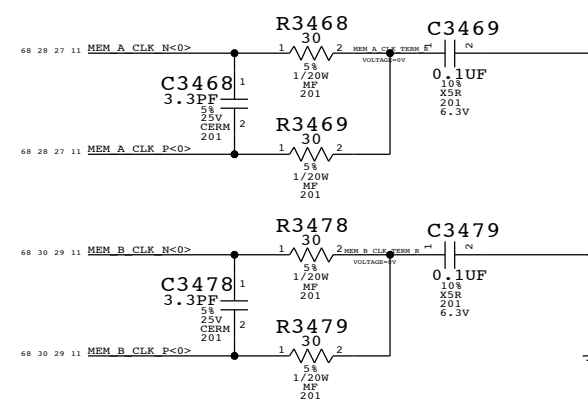 R3468
30
68 28 27 11 MEM_A_CLK_N<0> 1 2 MEM_A_CLK_TERM_R
VOLTAGE=0V
5%
1/20W
MF
201
C3469
1 2
0.1UF
10%
X5R
201
6.3V
C3468 1
3.3PF
5%
25V
CERM 2
201
R3469
30
68 28 27 11 MEM_A_CLK_P<0> 1 2
5%
1/20W
MF
201
R3478
30
68 30 29 11 MEM_B_CLK_N<0> 1 2 MEM_B_CLK_TERM_R
VOLTAGE=0V
5%
1/20W
MF
201
C3479
1 2
0.1UF
10%
X5R
201
6.3V
C3478 1
3.3PF
5%
25V
CERM 2
201
R3479
30
68 30 29 11 MEM_B_CLK_P<0> 1 2
5%
1/20W
MF
201